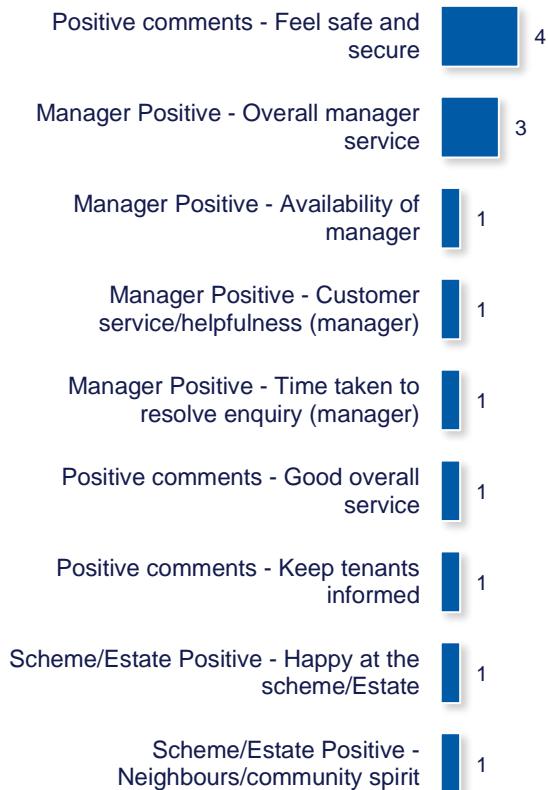 Positive comments - Feel safe and
secure
4
Manager Positive - Overall manager
service
3
Manager Positive - Availability of
manager
1
Manager Positive - Customer
service/helpfulness (manager)
1
Manager Positive - Time taken to
resolve enquiry (manager)
1
Positive comments - Good overall
service
1
Positive comments - Keep tenants
informed
1
Scheme/Estate Positive - Happy at the
scheme/Estate
1
Scheme/Estate Positive -
Neighbours/community spirit
1